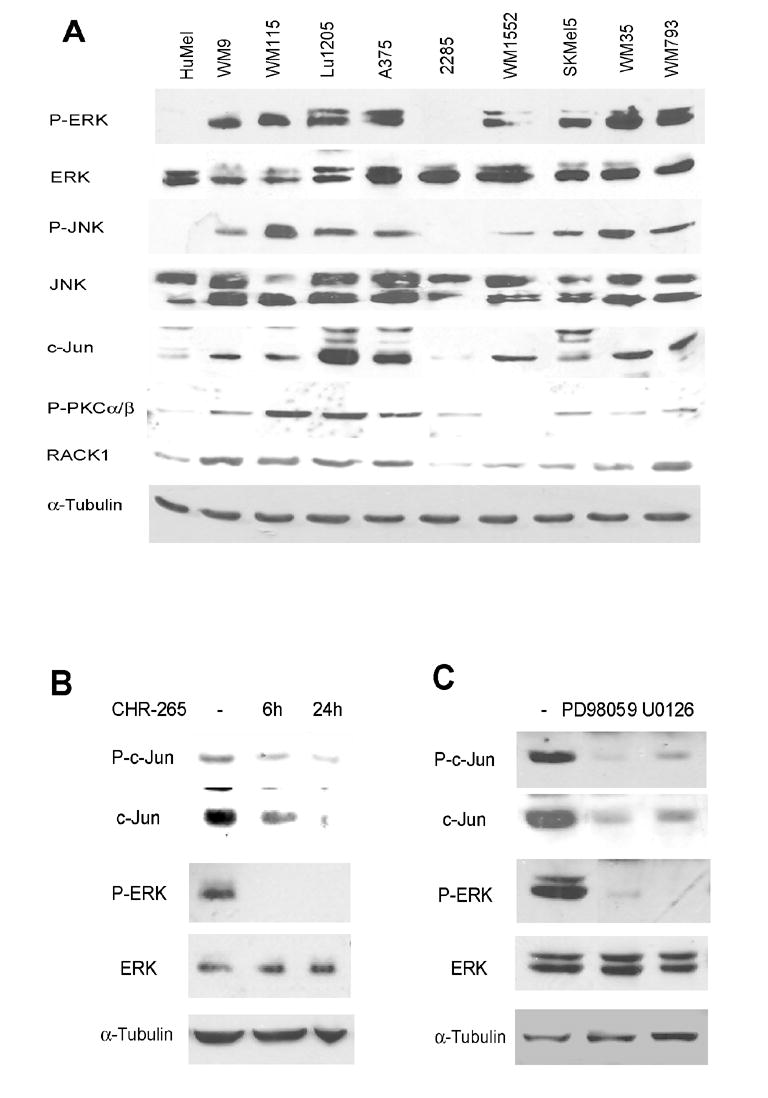 A
HuMel WM9 WM115 Lu1205 A375 2285 WM1552 SKMel5 WM35 WM793
P-ERK
ERK
P-JNK
JNK
c-Jun
P-PKCα/β
RACK1
α-Tubulin
B
CHR-265 - 6h 24h
P-c-Jun
c-Jun
P-ERK
ERK
α-Tubulin
C
- PD98059 U0126
P-c-Jun
c-Jun
P-ERK
ERK
α-Tubulin